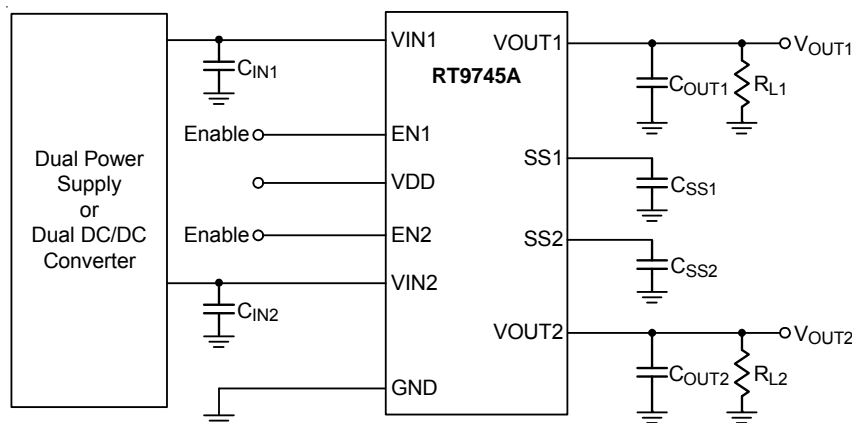 VIN1
VOUT1
VOUT1
RT9745A
CIN1
COUT1
RL1
Enable
EN1
Dual Power
Supply
or
Dual DC/DC
Converter
SS1
VDD
CSS1
Enable
EN2
SS2
CSS2
VIN2
CIN2
VOUT2
VOUT2
COUT2
RL2
GND